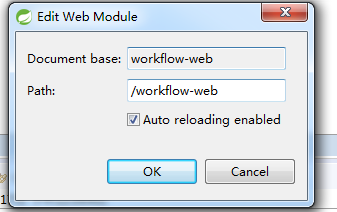 Edit Web Module
Document base: workflow-web
Path: /workflow-web
Auto reloading enabled
OK Cancel